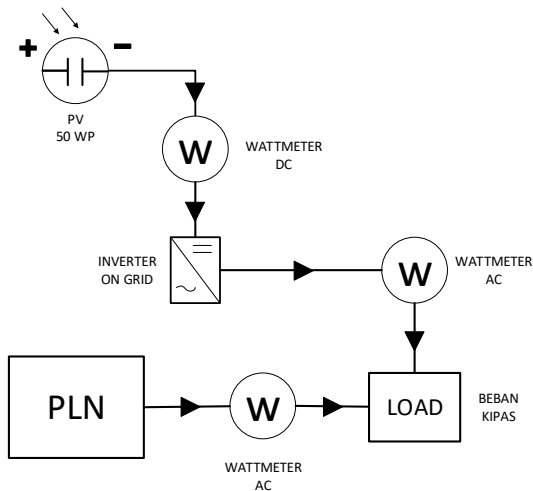 + -
PV
50 WP
W
WATTMETER
DC
INVERTER
ON GRID
W
WATTMETER
AC
PLN
W
WATTMETER
AC
LOAD
BEBAN
KIPAS